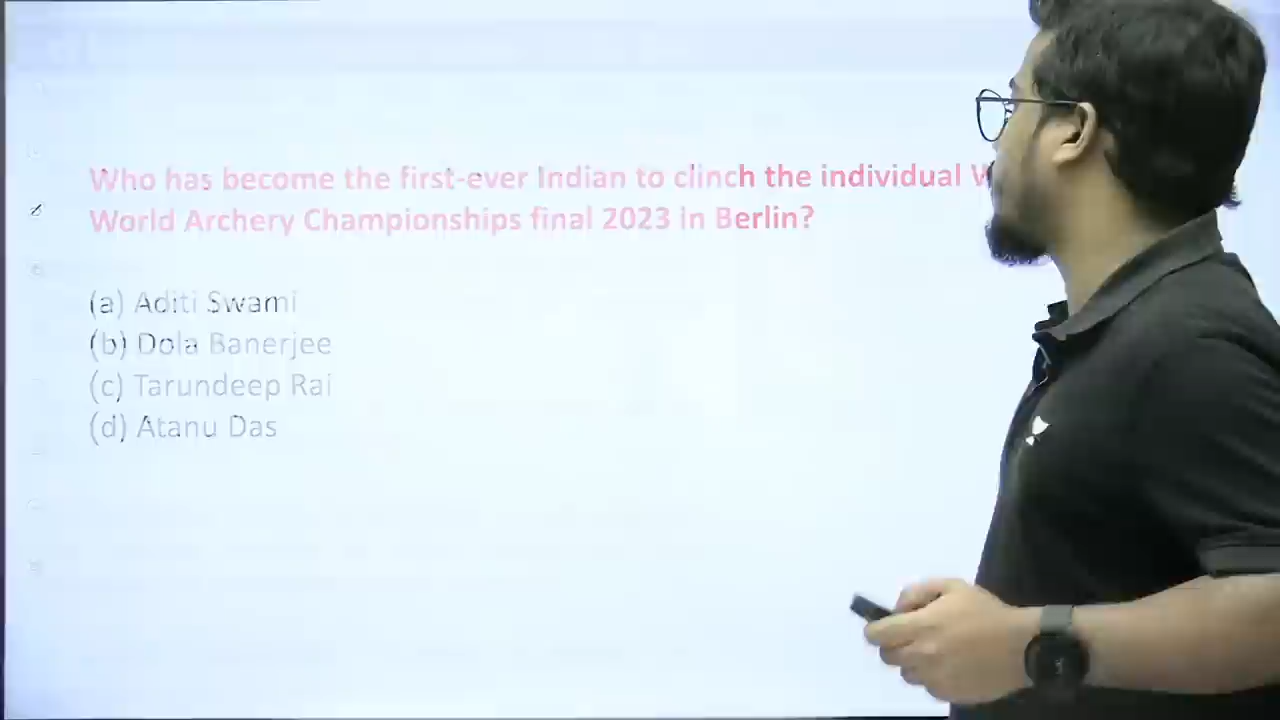 Who has become the first-ever Indian to clinch the individual
World Archery Championships final 2023 in Berlin?
(a) Aditi Swami
(b) Dola Banerjee
(c) Tarundeep Rai
(d) Atanu Das